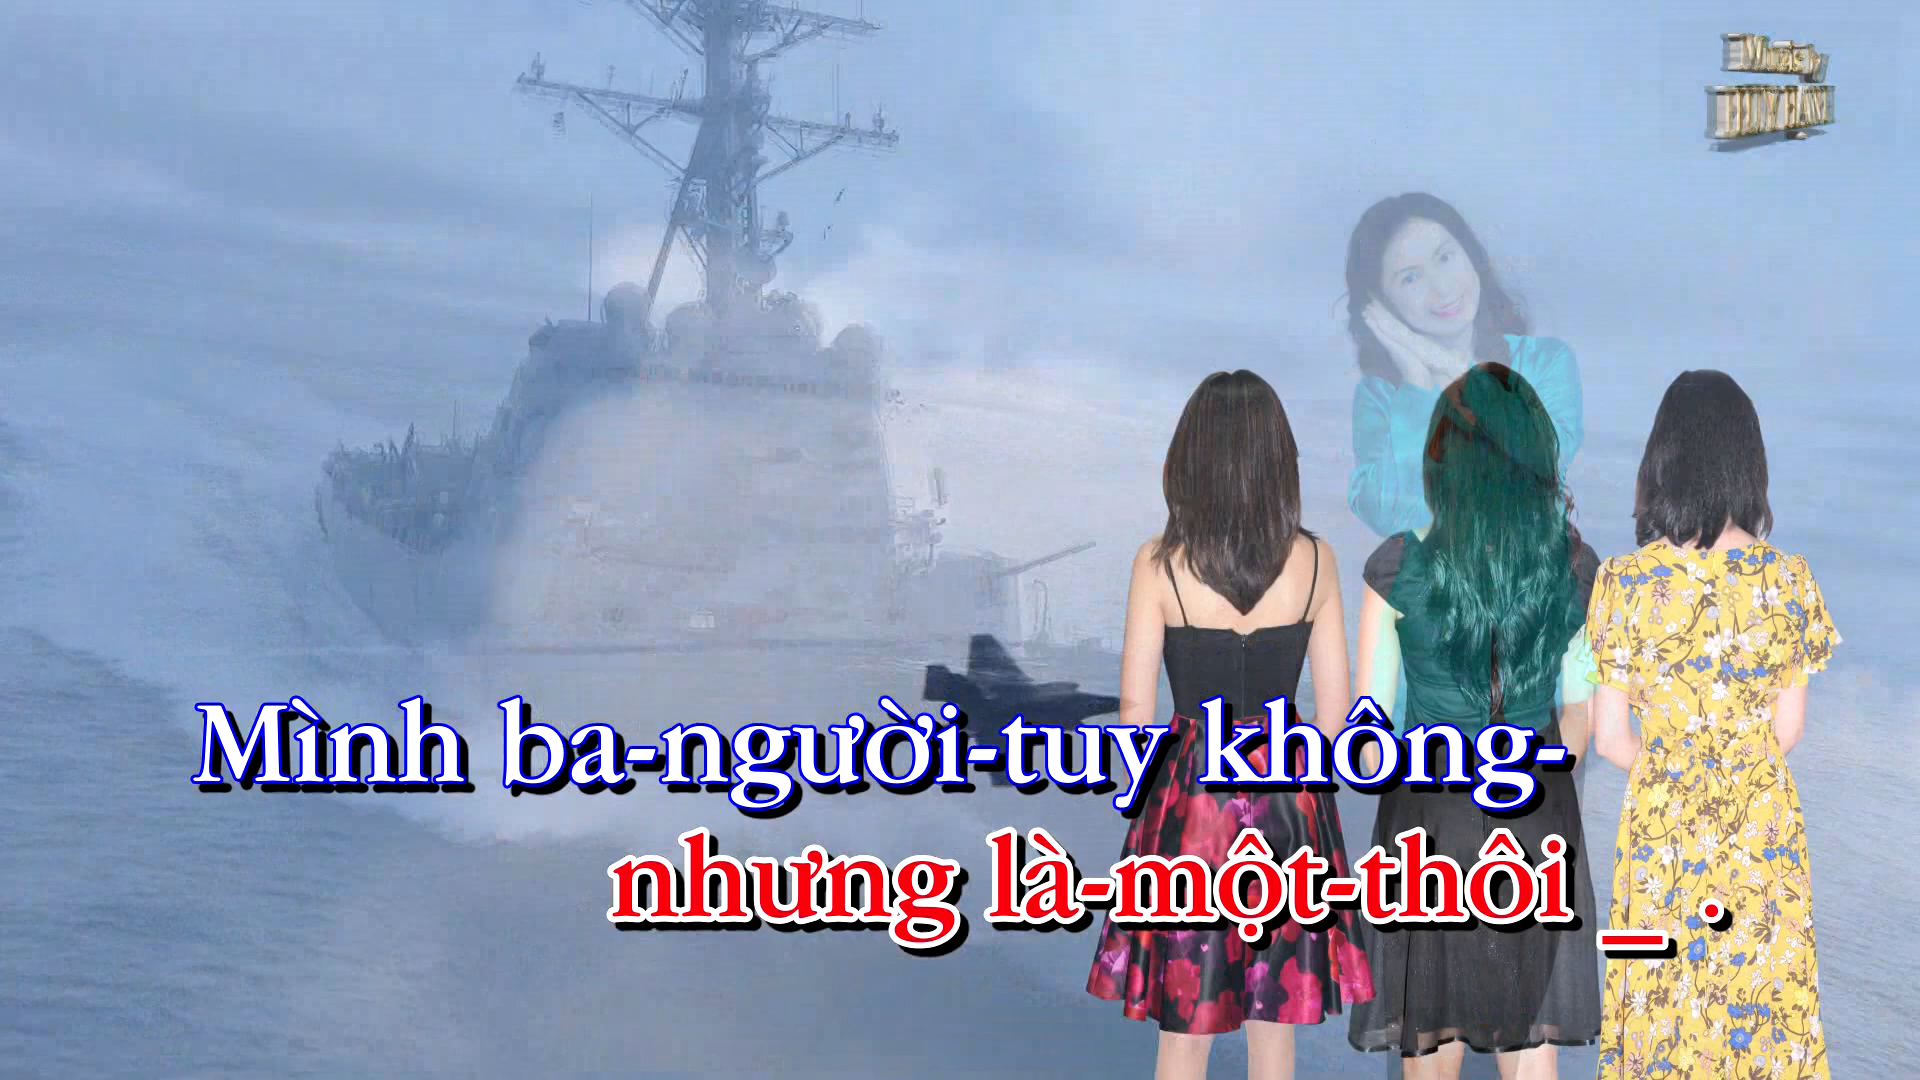 Mình ba-người-tuy không-
nhưng là-một-thôi _ .